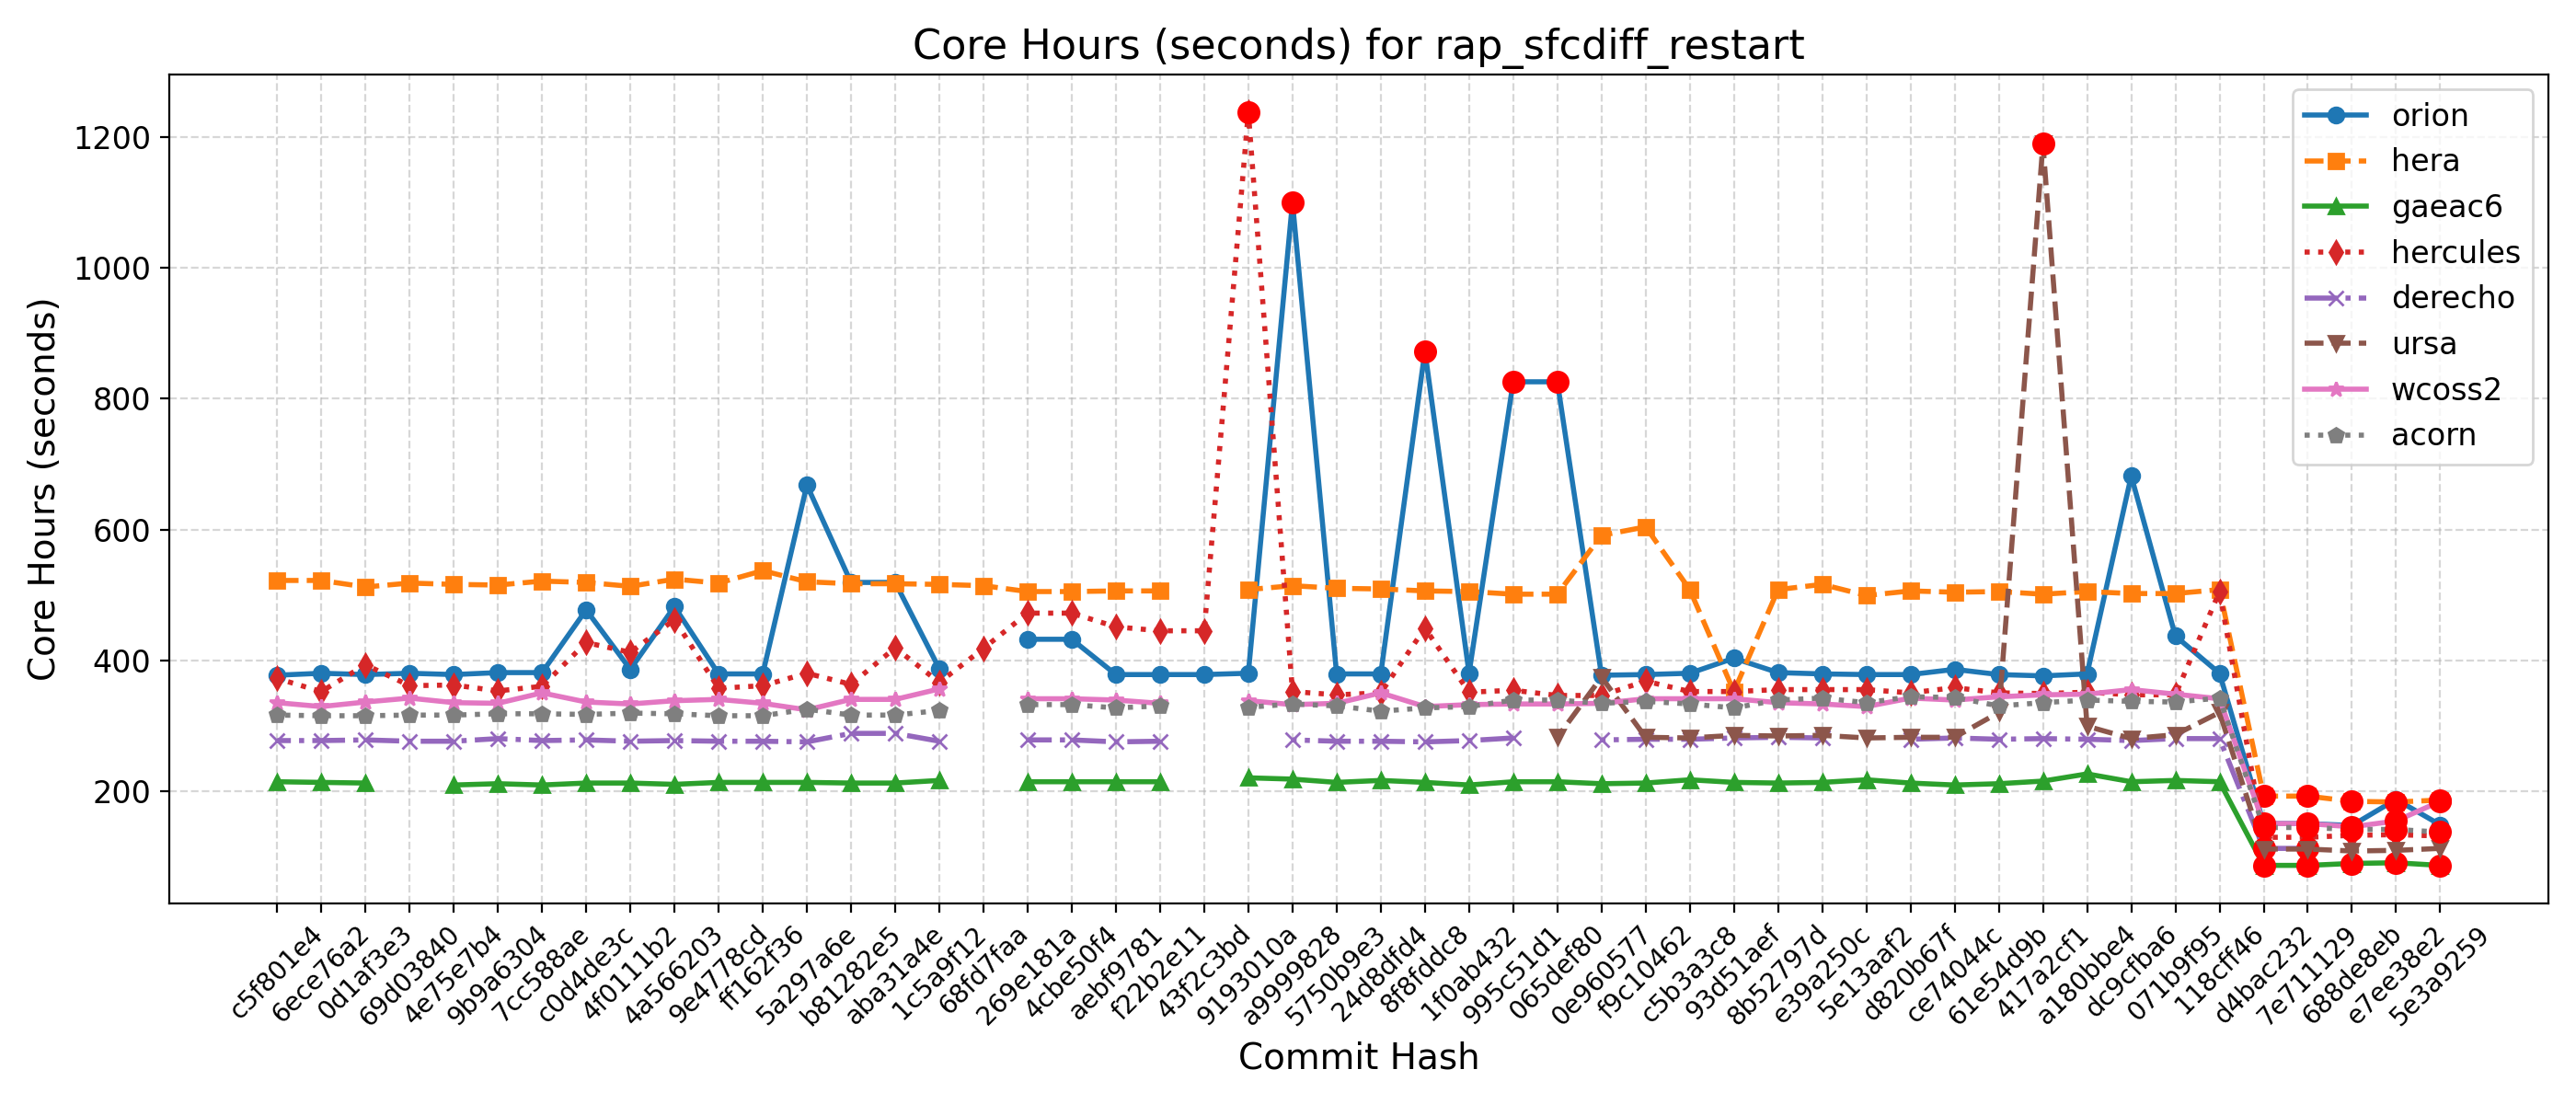 Core Hours (seconds) for rap_sfcdiff_restart
Core Hours (seconds)
1200
1000
800
600
400
200
orion
hera
gaeac6
hercules
derecho
ursa
wcoss2
acorn
c5f801e4
6ece76a2
0d1af3e3
69d03840
4e75e7b4
9b9a6304
7cc588ae
c0d4de3c
4f0111b2
4a566203
9e4778cd
ff162f36
5a297a6e
b81282e5
aba31a4e
1c5a9f12
68fd7faa
269e181a
4cbe50f4
aebf9781
f22b2e11
43f2c3bd
9193010a
a9999828
5750b9e3
24d8dfd4
8f8fddc8
1f0ab432
995c51d1
065def80
0e960577
f9c10462
c5b3a3c8
93d51aef
8b52797d
e39a250c
5e13aaf2
d820b67f
ce74044c
61e54d9b
417a2cf1
a180bbe4
dc9cfba6
071b9f95
118cff46
d4bac232
7e711129
688de8eb
e7ee38e2
5e3a9259
Commit Hash